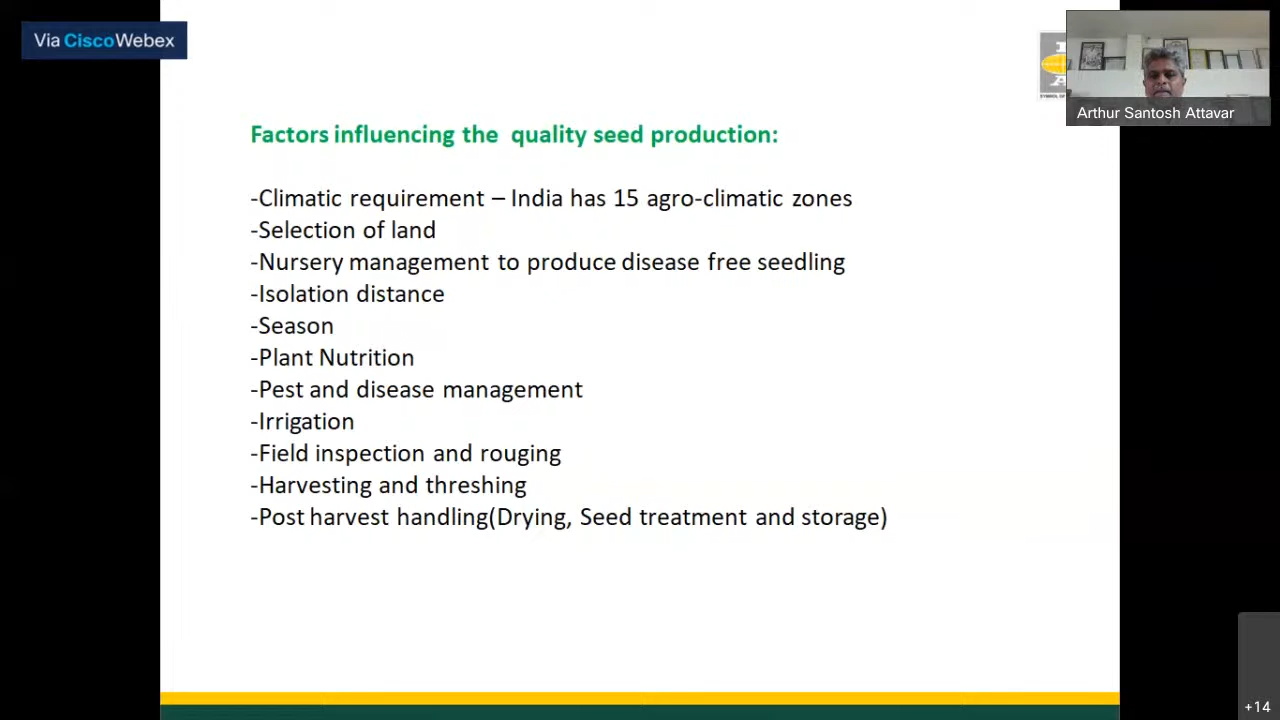 Via CiscoWebex
Arthur Santosh Attavar
Factors influencing the quality seed production:
-Climatic requirement – India has 15 agro-climatic zones
-Selection of land
-Nursery management to produce disease free seedling
-Isolation distance
-Season
-Plant Nutrition
-Pest and disease management
-Irrigation
-Field inspection and rouging
-Harvesting and threshing
-Post harvest handling(Drying, Seed treatment and storage)
+14